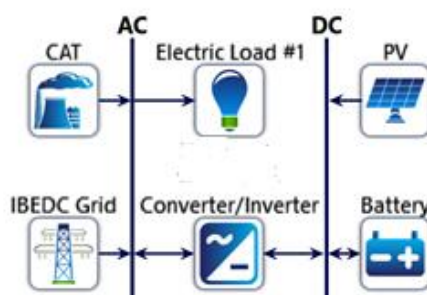 AC DC
CAT Electric Load #1 PV
IBEDC Grid Converter/Inverter Battery